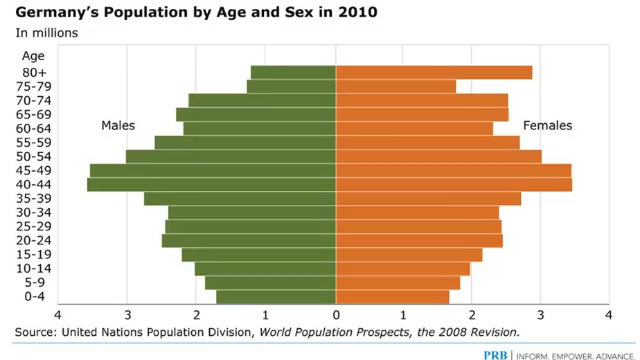 Germany's Population by Age and Sex in 2010
In millions
Age
80+
75-79
70-74
65-69
Males
60-64
Females
55-59
50-54
45-49
40-44
35-39
30-34
25-29
20-24
15-19
10-14
5-9
0-4
4 3 2 1 0 1 2 3 4
Source: United Nations Population Division, World Population Prospects, the 2008 Revision.
PRB | INFORM. EMPOWER. ADVANCE.